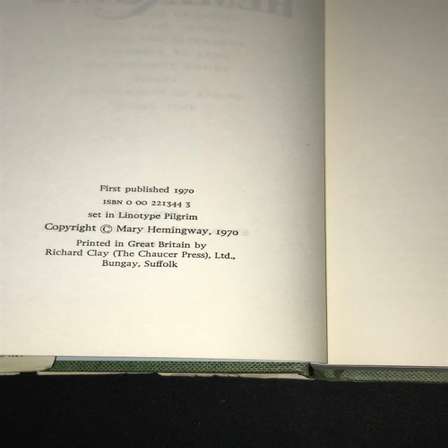 First published 1970
ISBN 0 00 221344 3
set in Linotype Pilgrim
Copyright © Mary Hemingway, 1970
Printed in Great Britain by
Richard Clay (The Chaucer Press), Ltd.,
Bungay, Suffolk